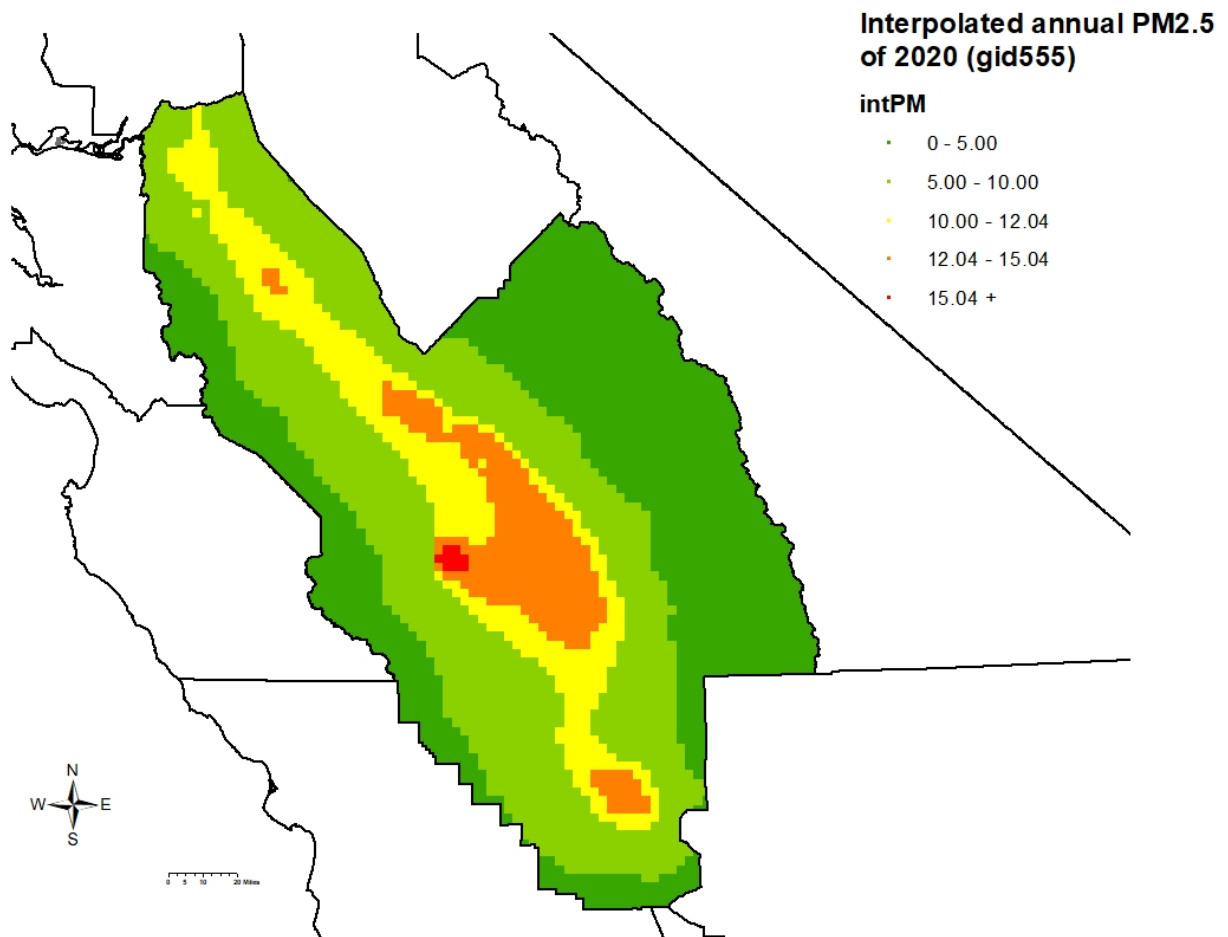 Interpolated annual PM2.5
of 2020 (gid555)
intPM
0 - 5.00
5.00 - 10.00
10.00 - 12.04
12.04 - 15.04
15.04 +
N
W E
S
0 5 10 20 Miles